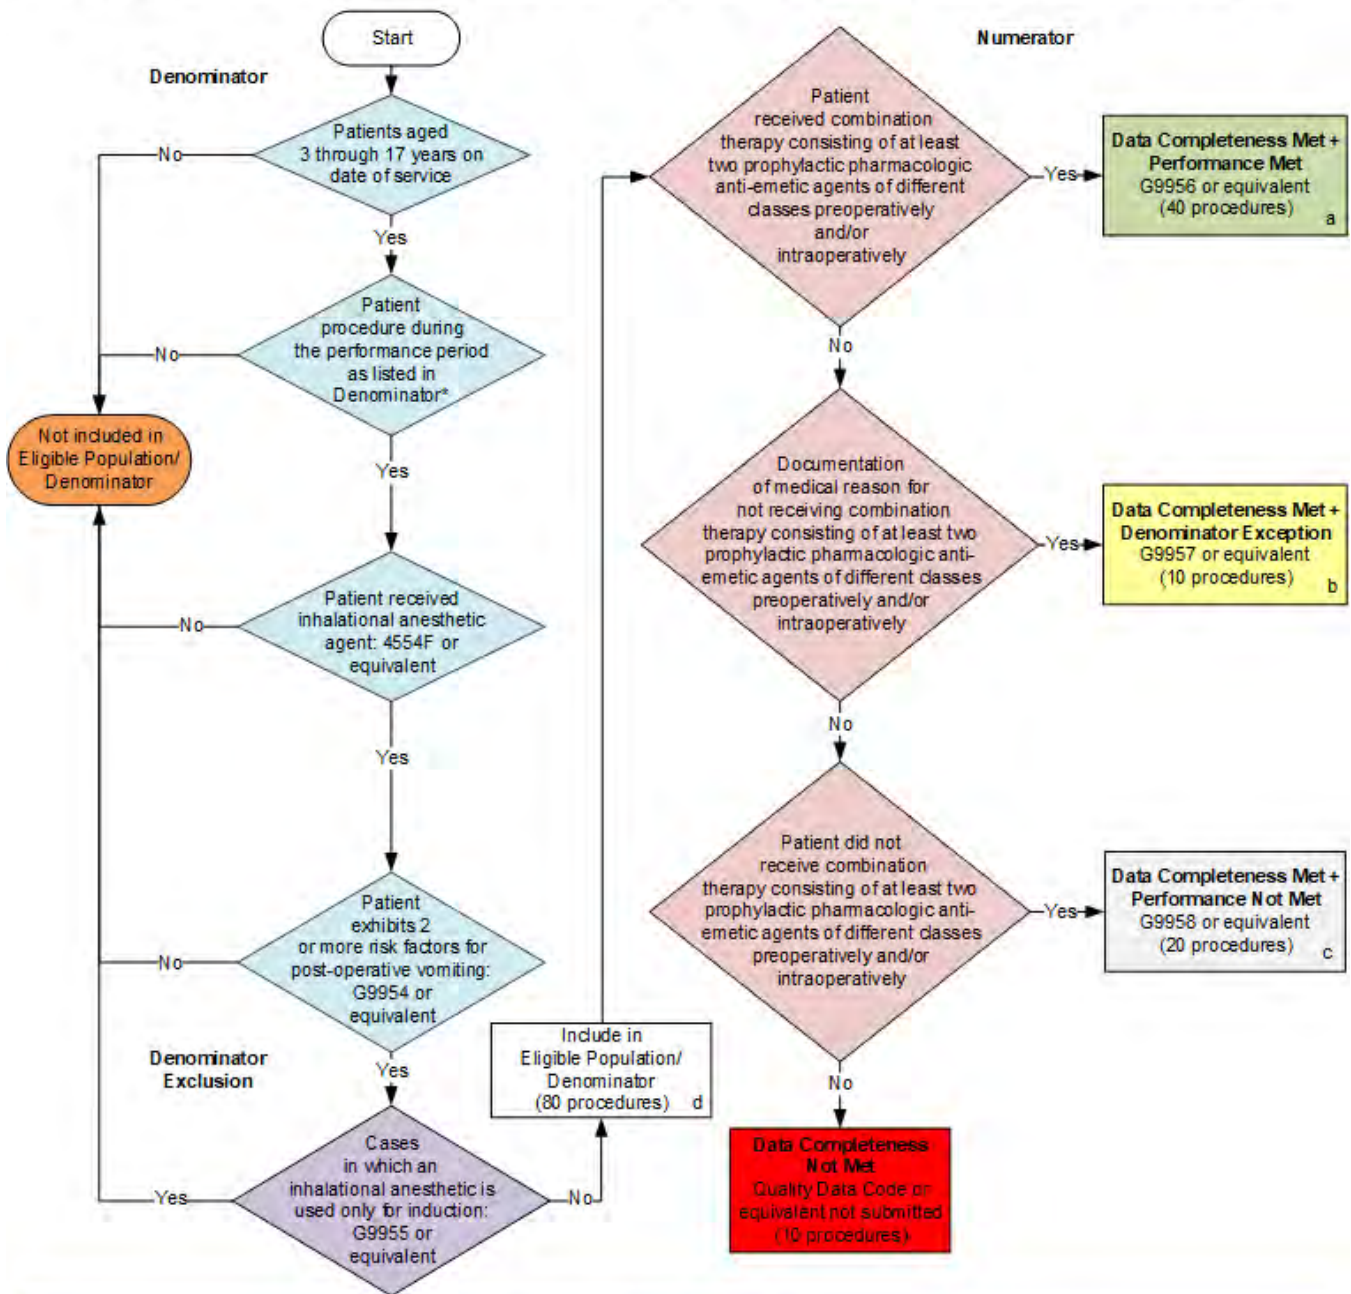 Start
Denominator
Patients aged
3 through 17 years on
date of service
No
Yes
Patient
procedure during
the performance period
as listed in
Denominator*
No
Not included in
Eligible Population/
Denominator
Yes
Patient received
inhalational anesthetic
agent: 4554F or
equivalent
No
Yes
Patient
exhibits 2
or more risk factors for
post-operative vomiting:
G9954 or
equivalent
No
Denominator
Exclusion
Yes
Cases
in which an
inhalational anesthetic is
used only for induction:
G9955 or
equivalent
Yes
No
Include in
Eligible Population/
Denominator
(80 procedures) d
Numerator
Patient
received combination
therapy consisting of at least
two prophylactic pharmacologic
anti-emetic agents of different
classes preoperatively
and/or
intraoperatively
Yes
Data Completeness Met +
Performance Met
G9956 or equivalent
(40 procedures)
a
No
Documentation
of medical reason for
not receiving combination
therapy consisting of at least two
prophylactic pharmacologic anti-
emetic agents of different classes
preoperatively and/or
intraoperatively
Yes
Data Completeness Met +
Denominator Exception
G9957 or equivalent
(10 procedures)
b
No
Patient did not
receive combination
therapy consisting of at least two
prophylactic pharmacologic anti-
emetic agents of different classes
preoperatively and/or
intraoperatively
Yes
Data Completeness Met +
Performance Not Met
G9958 or equivalent
(20 procedures)
c
No
Data Completeness
Not Met
Quality Data Code or
equivalent not submitted
(10 procedures)